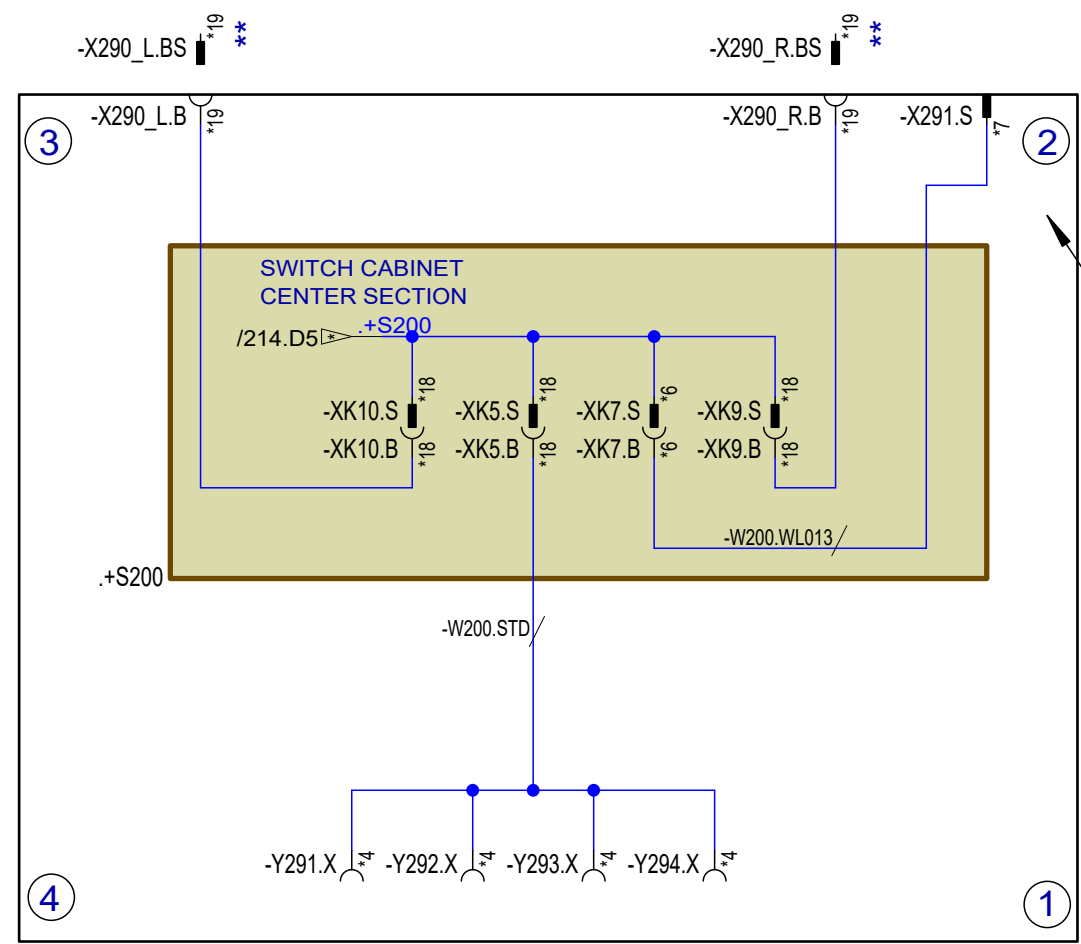 -X290_L.BS *19 **
-X290_R.BS *19 **
-X290_L.B *19
-X290_R.B *19
-X291.S *7
3
2
SWITCH CABINET
CENTER SECTION
/214.D5 * .+S200
*18 *18 *6 *18
-XK10.S -XK5.S -XK7.S -XK9.S
-XK10.B -XK5.B -XK7.B -XK9.B
*18 *18 *6 *18
-W200.WL013
.+S200
-W200.STD
-Y291.X *4 -Y292.X *4 -Y293.X *4 -Y294.X *4
4
1